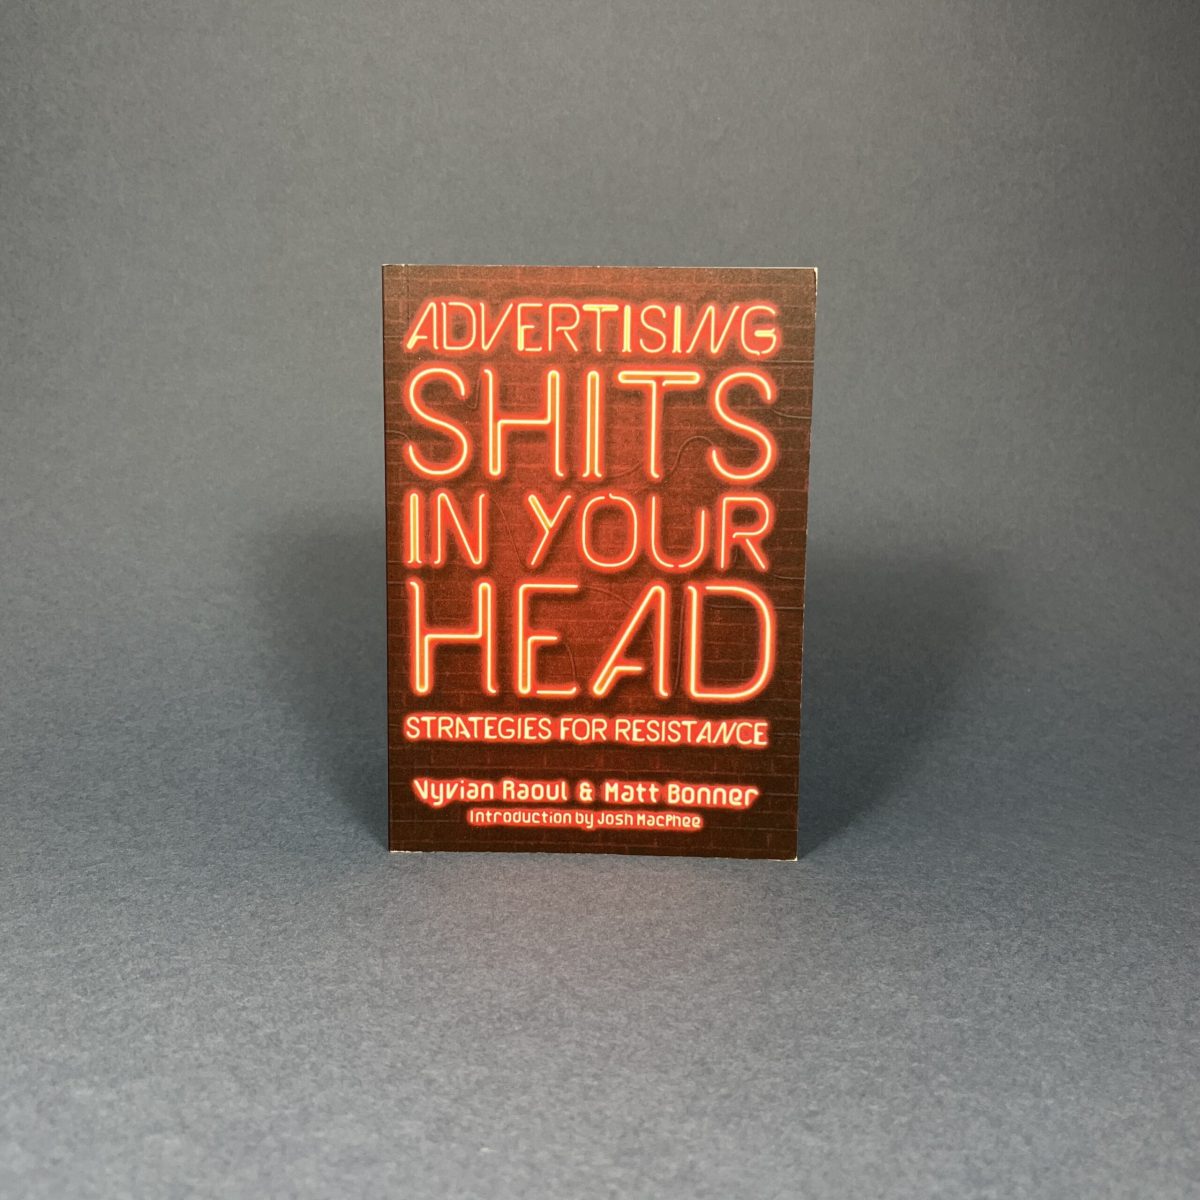 ADVERTISING
SHITS
IN YOUR
HEAD
STRATEGIES FOR RESISTANCE
Vyvian Raoul & Matt Bonner
Introduction by Josh MacPhee